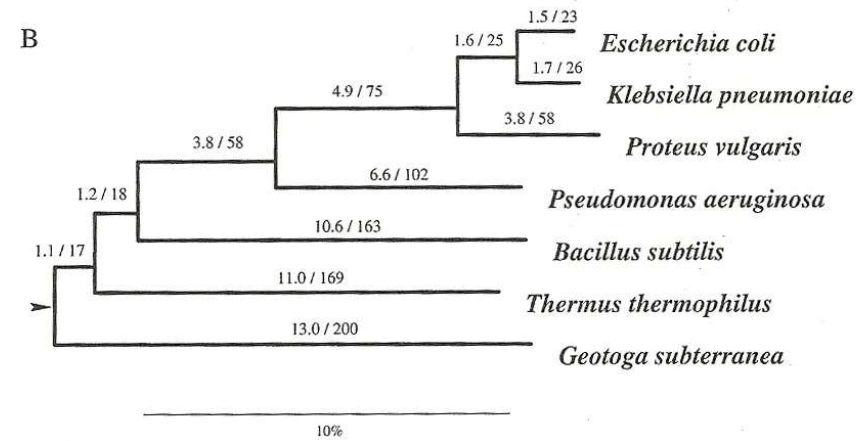 B
1.5 / 23
Escherichia coli
1.6 / 25
1.7 / 26
Klebsiella pneumoniae
4.9 / 75
3.8 / 58
Proteus vulgaris
3.8 / 58
6.6 / 102
Pseudomonas aeruginosa
1.2 / 18
10.6 / 163
Bacillus subtilis
1.1 / 17
11.0 / 169
Thermus thermophilus
13.0 / 200
Geotoga subterranea
10%